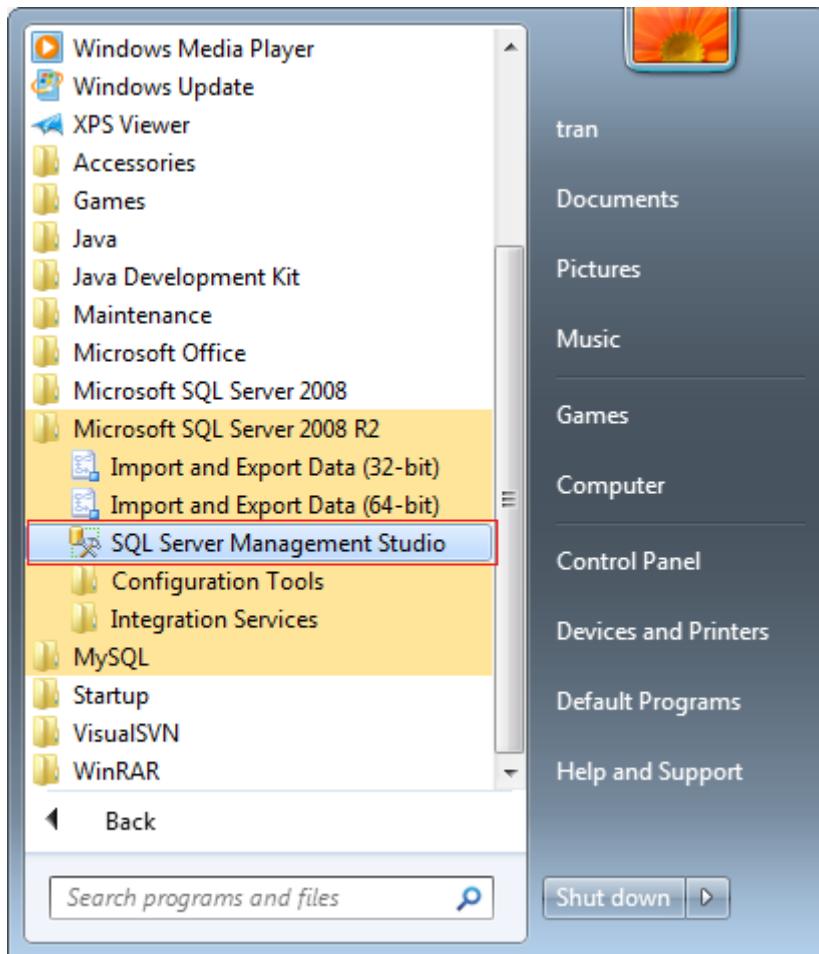 Windows Media Player
Windows Update
XPS Viewer
Accessories
Games
Java
Java Development Kit
Maintenance
Microsoft Office
Microsoft SQL Server 2008
Microsoft SQL Server 2008 R2
Import and Export Data (32-bit)
Import and Export Data (64-bit)
SQL Server Management Studio
Configuration Tools
Integration Services
MySQL
Startup
VisualSVN
WinRAR
Back
Search programs and files
tran
Documents
Pictures
Music
Games
Computer
Control Panel
Devices and Printers
Default Programs
Help and Support
Shut down